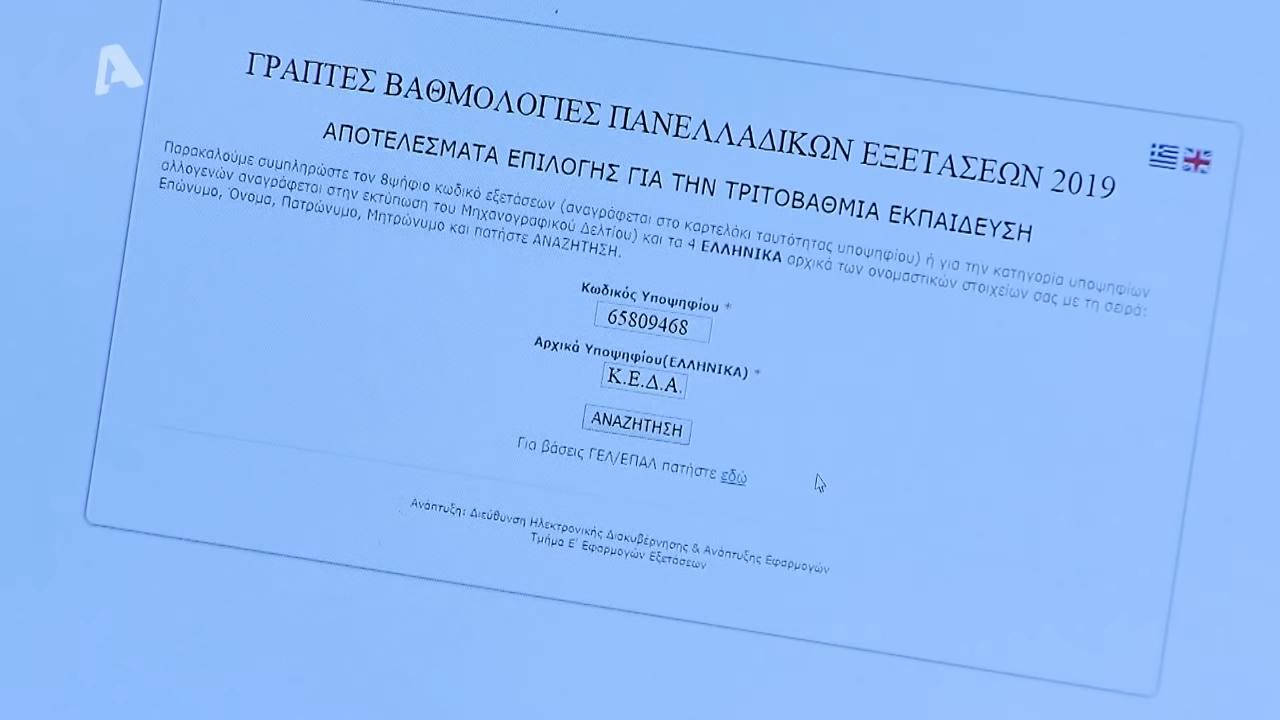 ΓΡΑΠΤΕΣ ΒΑΘΜΟΛΟΓΙΕΣ ΠΑΝΕΛΛΑΔΙΚΩΝ ΕΞΕΤΑΣΕΩΝ 2019
ΑΠΟΤΕΛΕΣΜΑΤΑ ΕΠΙΛΟΓΗΣ ΓΙΑ ΤΗΝ ΤΡΙΤΟΒΑΘΜΙΑ ΕΚΠΑΙΔΕΥΣΗ
Παρακαλούμε συμπληρώστε τον 8ψήφιο κωδικό εξετάσεων (αναγράφεται στο καρτελάκι ταυτότητας υποψηφίου) ή για την κατηγορία υποψηφίων
αλλογενών αναγράφεται στην εκτύπωση του Μηχανογραφικού Δελτίου) και τα 4 ΕΛΛΗΝΙΚΑ αρχικά των ονομαστικών στοιχείων σας με τη σειρά:
Επώνυμο, Όνομα, Πατρώνυμο, Μητρώνυμο και πατήστε ΑΝΑΖΗΤΗΣΗ.
Κωδικός Υποψηφίου *
65809468
Αρχικά Υποψηφίου(ΕΛΛΗΝΙΚΑ) *
Κ.Ε.Δ.Α.
ΑΝΑΖΗΤΗΣΗ
Για βάσεις ΓΕΛ/ΕΠΑΛ πατήστε εδώ
Ανάπτυξη: Διεύθυνση Ηλεκτρονικής Διακυβέρνησης & Ανάπτυξης Εφαρμογών
Τμήμα Ε' Εφαρμογών Εξετάσεων